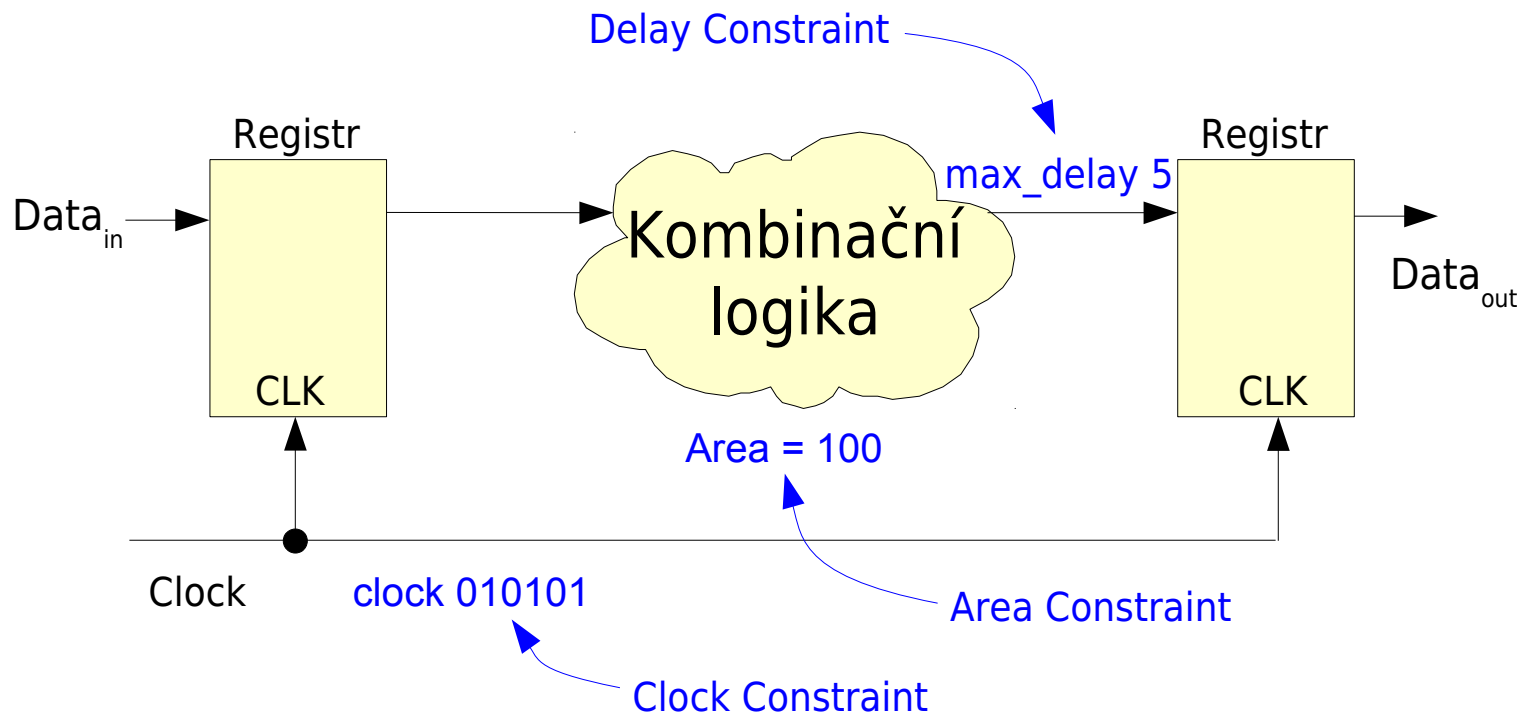 Delay Constraint
Registr
Registr
max_delay 5
Data_in
Kombinační
logika
Data_out
CLK
CLK
Area = 100
Clock
clock 010101
Area Constraint
Clock Constraint